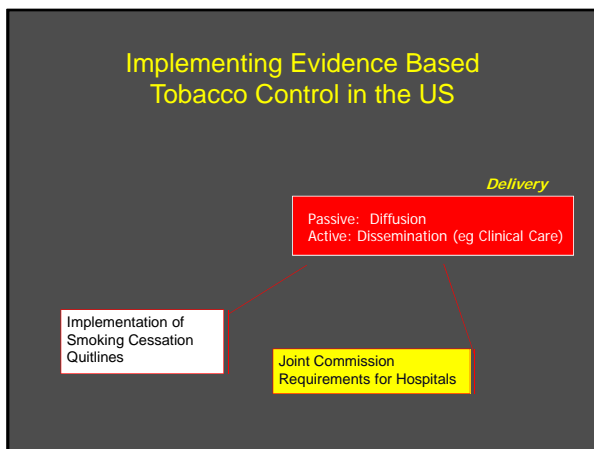 Implementing Evidence Based
Tobacco Control in the US
Delivery
Passive: Diffusion
Active: Dissemination (eg Clinical Care)
Implementation of
Smoking Cessation
Quitlines
Joint Commission
Requirements for Hospitals